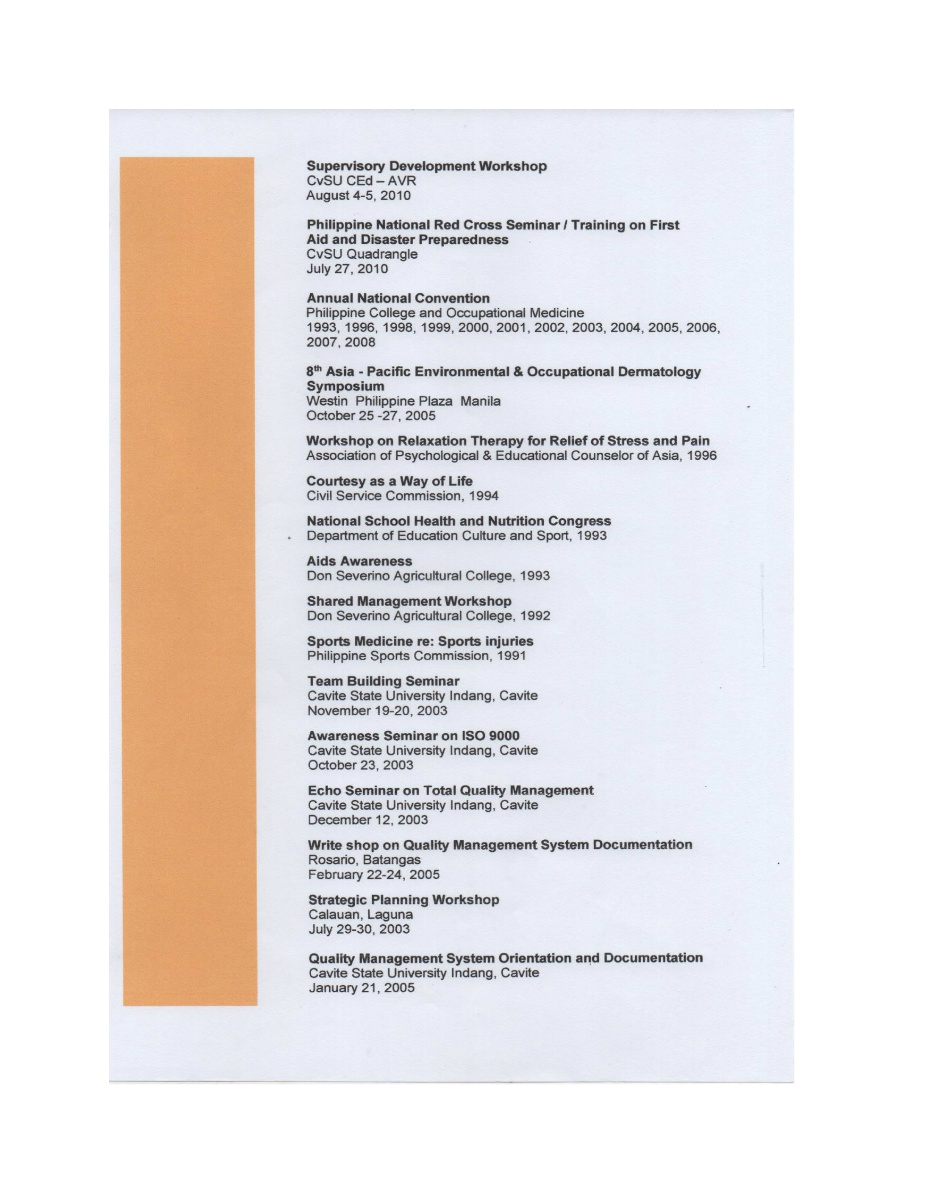 Supervisory Development Workshop
CvSU CEd – AVR
August 4-5, 2010
Philippine National Red Cross Seminar / Training on First
Aid and Disaster Preparedness
CvSU Quadrangle
July 27, 2010
Annual National Convention
Philippine College and Occupational Medicine
1993, 1996, 1998, 1999, 2000, 2001, 2002, 2003, 2004, 2005, 2006,
2007, 2008
8th Asia - Pacific Environmental & Occupational Dermatology
Symposium
Westin Philippine Plaza Manila
October 25 -27, 2005
Workshop on Relaxation Therapy for Relief of Stress and Pain
Association of Psychological & Educational Counselor of Asia, 1996
Courtesy as a Way of Life
Civil Service Commission, 1994
National School Health and Nutrition Congress
Department of Education Culture and Sport, 1993
Aids Awareness
Don Severino Agricultural College, 1993
Shared Management Workshop
Don Severino Agricultural College, 1992
Sports Medicine re: Sports injuries
Philippine Sports Commission, 1991
Team Building Seminar
Cavite State University Indang, Cavite
November 19-20, 2003
Awareness Seminar on ISO 9000
Cavite State University Indang, Cavite
October 23, 2003
Echo Seminar on Total Quality Management
Cavite State University Indang, Cavite
December 12, 2003
Write shop on Quality Management System Documentation
Rosario, Batangas
February 22-24, 2005
Strategic Planning Workshop
Calauan, Laguna
July 29-30, 2003
Quality Management System Orientation and Documentation
Cavite State University Indang, Cavite
January 21, 2005